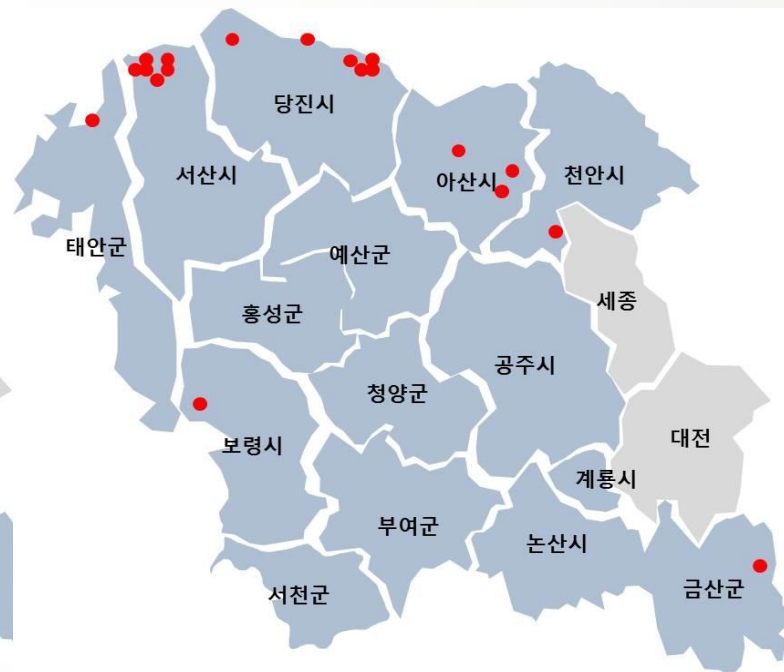 당진시
서산시
아산시
천안시
태안군
예산군
세종
홍성군
공주시
청양군
대전
보령시
계룡시
부여군
논산시
서천군
금산군